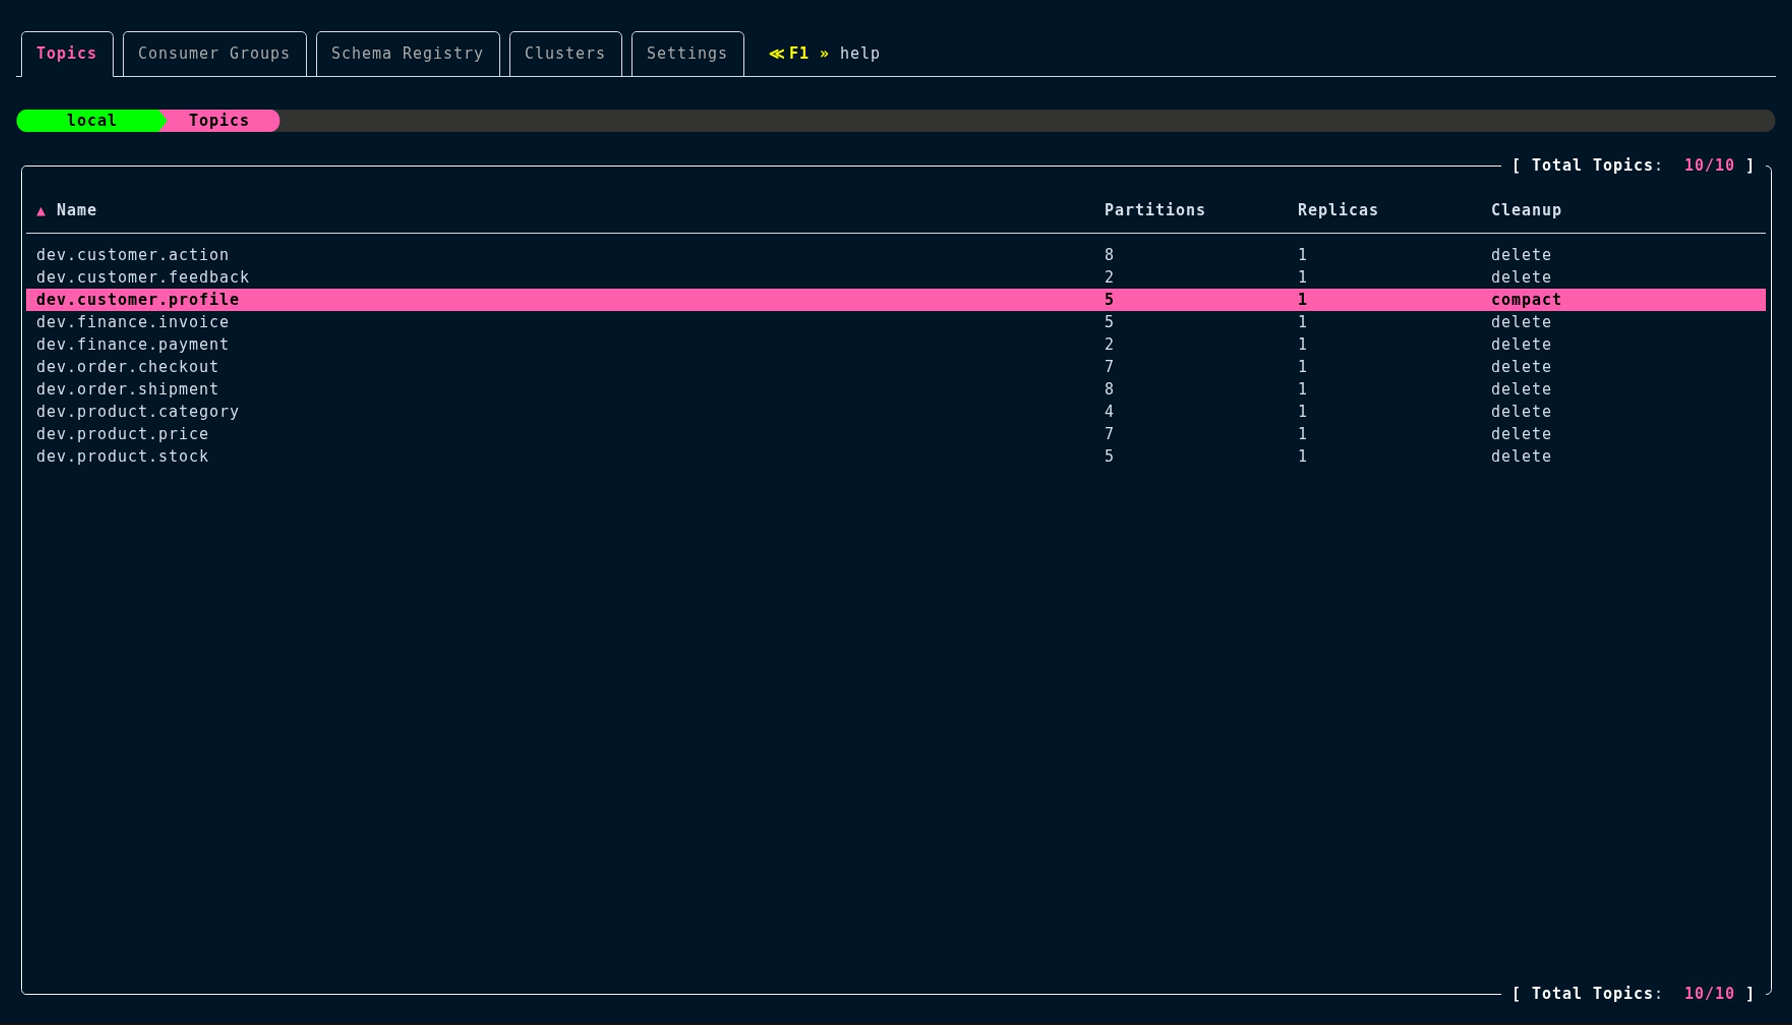 Topics Consumer Groups Schema Registry Clusters Settings ≪ F1 » help
local Topics
[ Total Topics: 10/10 ]
▲ Name Partitions Replicas Cleanup
dev.customer.action 8 1 delete
dev.customer.feedback 2 1 delete
dev.customer.profile 5 1 compact
dev.finance.invoice 5 1 delete
dev.finance.payment 2 1 delete
dev.order.checkout 7 1 delete
dev.order.shipment 8 1 delete
dev.product.category 4 1 delete
dev.product.price 7 1 delete
dev.product.stock 5 1 delete
[ Total Topics: 10/10 ]